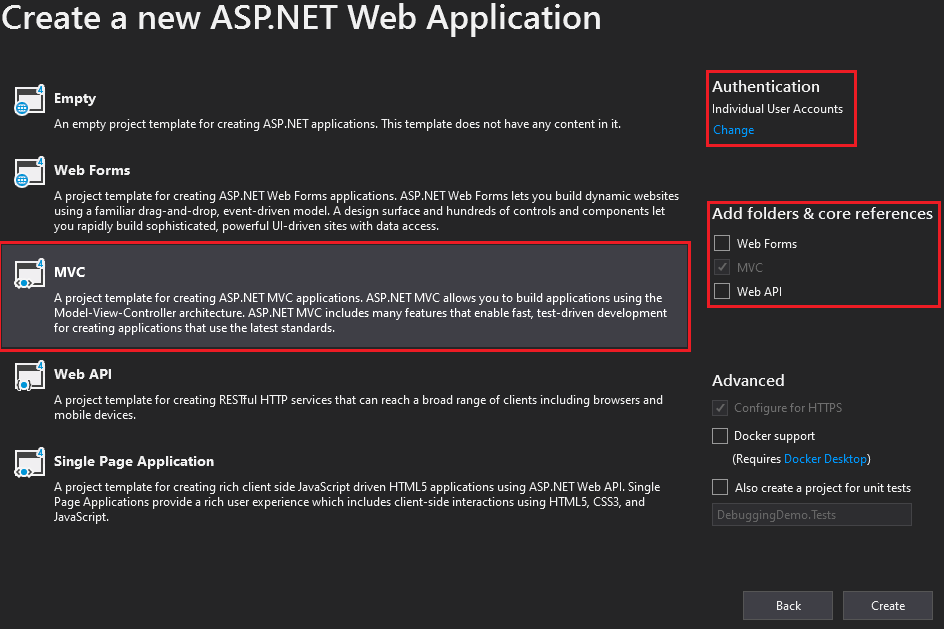 Create a new ASP.NET Web Application
4
Empty
An empty project template for creating ASP.NET applications. This template does not have any content in it.
4
Web Forms
A project template for creating ASP.NET Web Forms applications. ASP.NET Web Forms lets you build dynamic websites
using a familiar drag-and-drop, event-driven model. A design surface and hundreds of controls and components let
you rapidly build sophisticated, powerful UI-driven sites with data access.
4
MVC
A project template for creating ASP.NET MVC applications. ASP.NET MVC allows you to build applications using the
Model-View-Controller architecture. ASP.NET MVC includes many features that enable fast, test-driven development
for creating applications that use the latest standards.
4
Web API
A project template for creating RESTful HTTP services that can reach a broad range of clients including browsers and
mobile devices.
4
Single Page Application
A project template for creating rich client side JavaScript driven HTML5 applications using ASP.NET Web API. Single
Page Applications provide a rich user experience which includes client-side interactions using HTML5, CSS3, and
JavaScript.
Authentication
Individual User Accounts
Change
Add folders & core references
Web Forms
MVC
Web API
Advanced
Configure for HTTPS
Docker support
(Requires Docker Desktop)
Also create a project for unit tests
DebuggingDemo.Tests
Back
Create